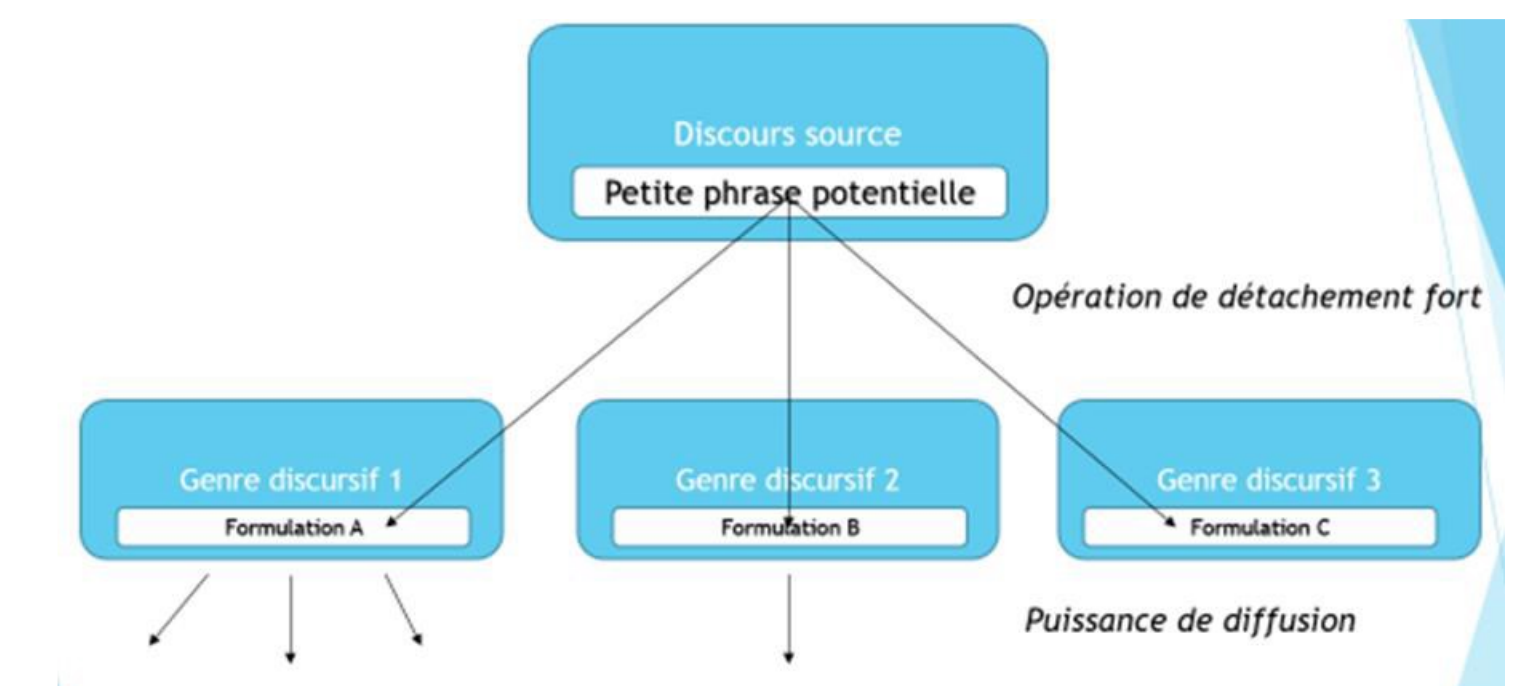 Discours source
Petite phrase potentielle
Opération de détachement fort
Genre discursif 1
Formulation A
Genre discursif 2
Formulation B
Genre discursif 3
Formulation C
Puissance de diffusion